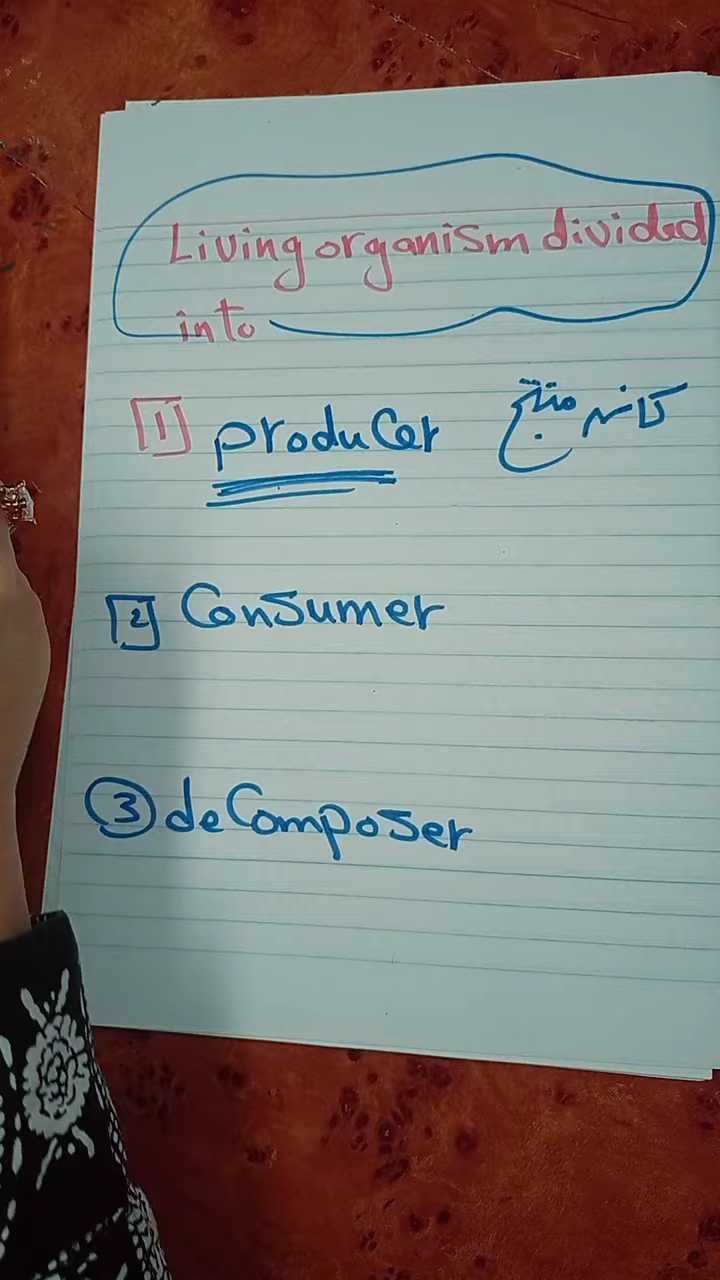 Living organism divided
into
1 producer كائن منتج
2 Consumer
3 decomposer